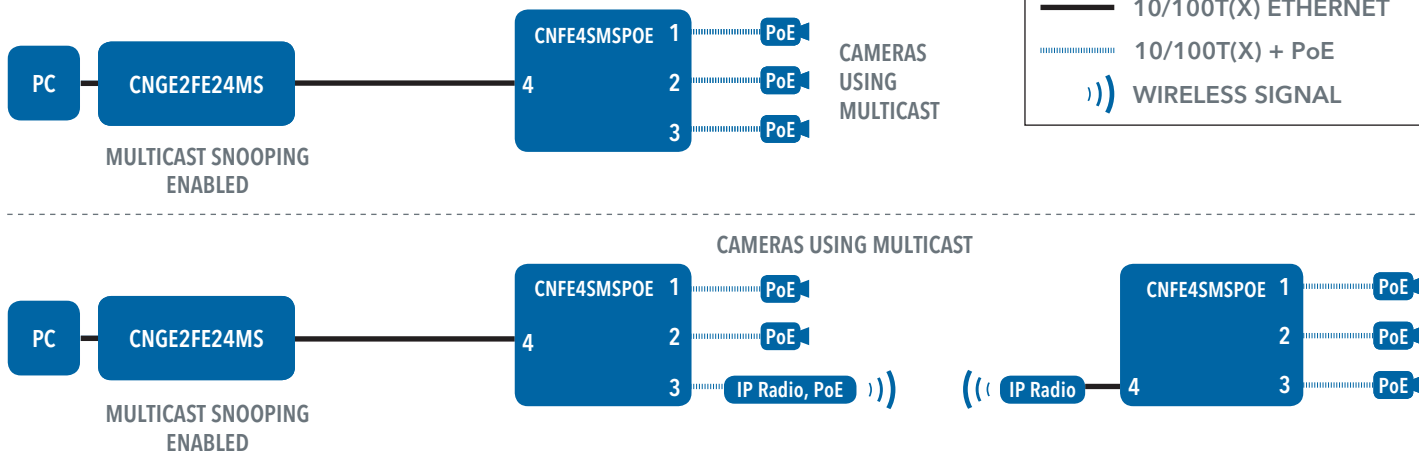 10/100T(X) ETHERNET
10/100T(X) + PoE
WIRELESS SIGNAL
PC
CNGE2FE24MS
MULTICAST SNOOPING
ENABLED
CNFE4SMSPOE
4
1
2
3
PoE
PoE
PoE
CAMERAS
USING
MULTICAST
CAMERAS USING MULTICAST
PC
CNGE2FE24MS
MULTICAST SNOOPING
ENABLED
CNFE4SMSPOE
4
1
2
3
PoE
PoE
IP Radio, PoE
IP Radio
CNFE4SMSPOE
4
1
2
3
PoE
PoE
PoE